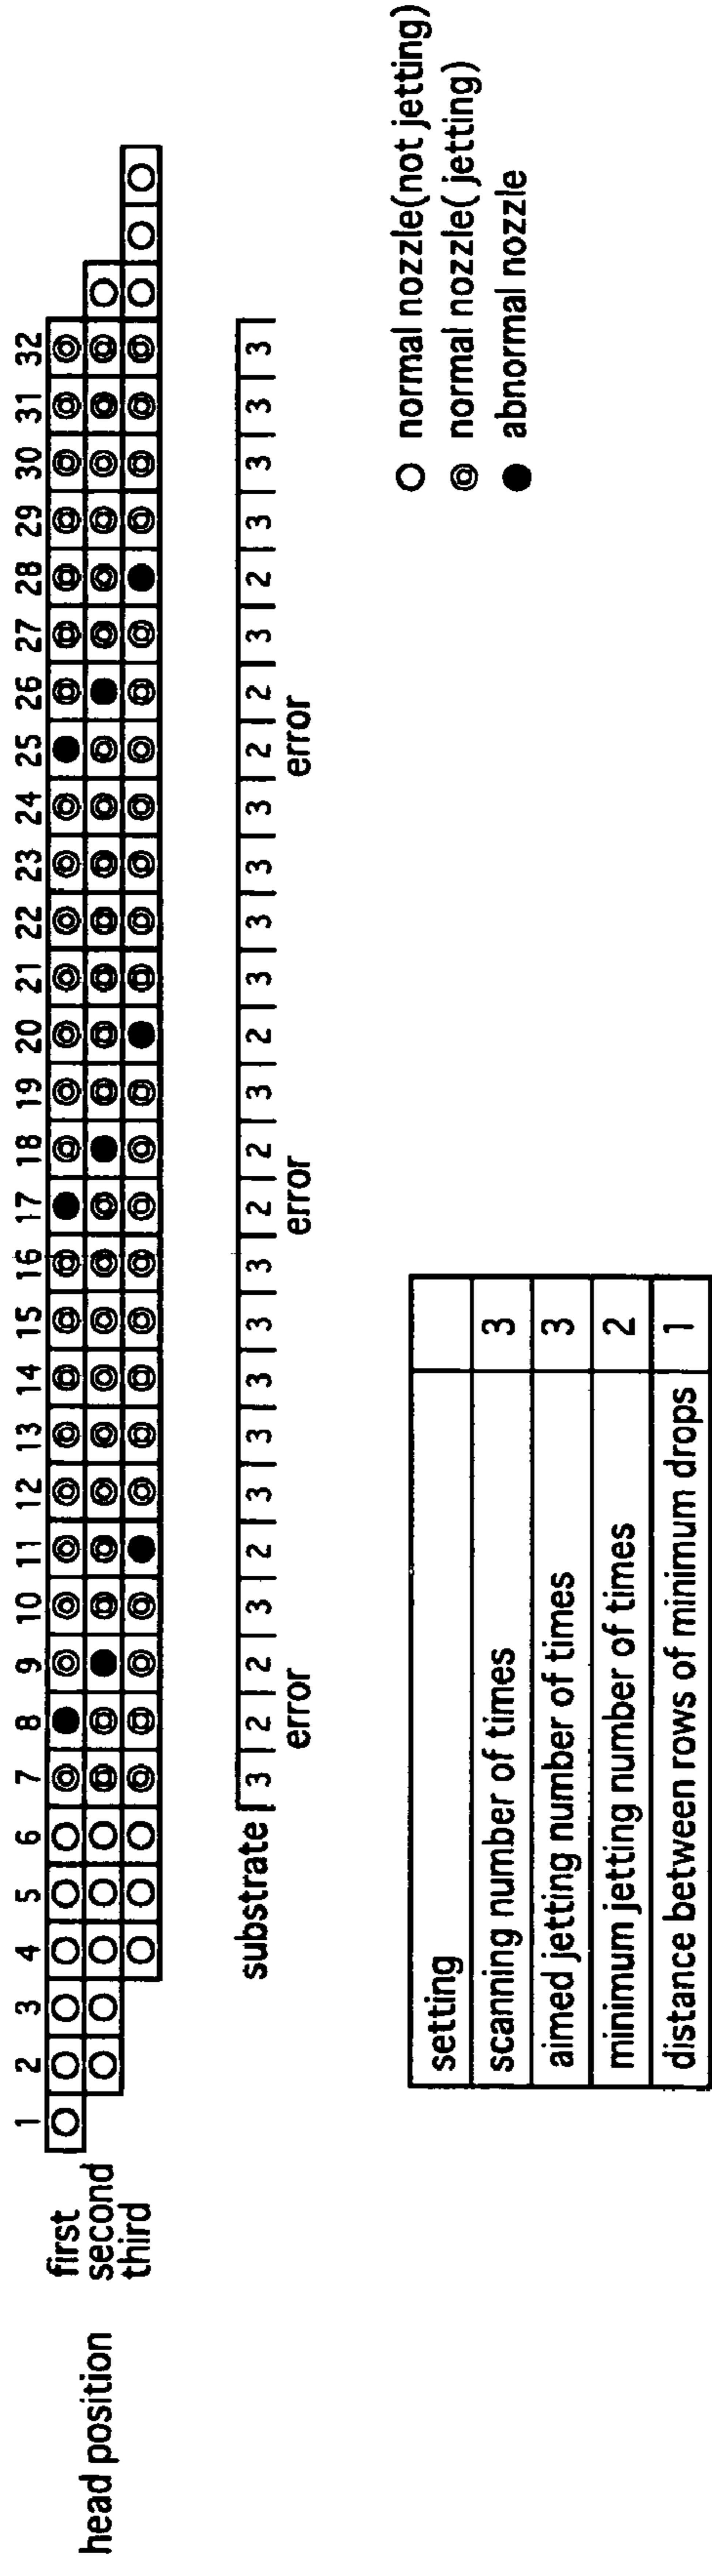 1 2 3 4 5 6 7 8 9 10 11 12 13 14 15 16 17 18 19 20 21 22 23 24 25 26 27 28 29 30 31 32
head position
first
second
third
substrate 3 2 2 3 2 3 3 3 3 3 2 2 3 2 3 3 3 3 2 2 3 2 3 3 3 3
error error error
setting
scanning number of times 3
aimed jetting number of times 3
minimum jetting number of times 2
distance between rows of minimum drops 1
normal nozzle(not jetting)
normal nozzle( jetting)
abnormal nozzle